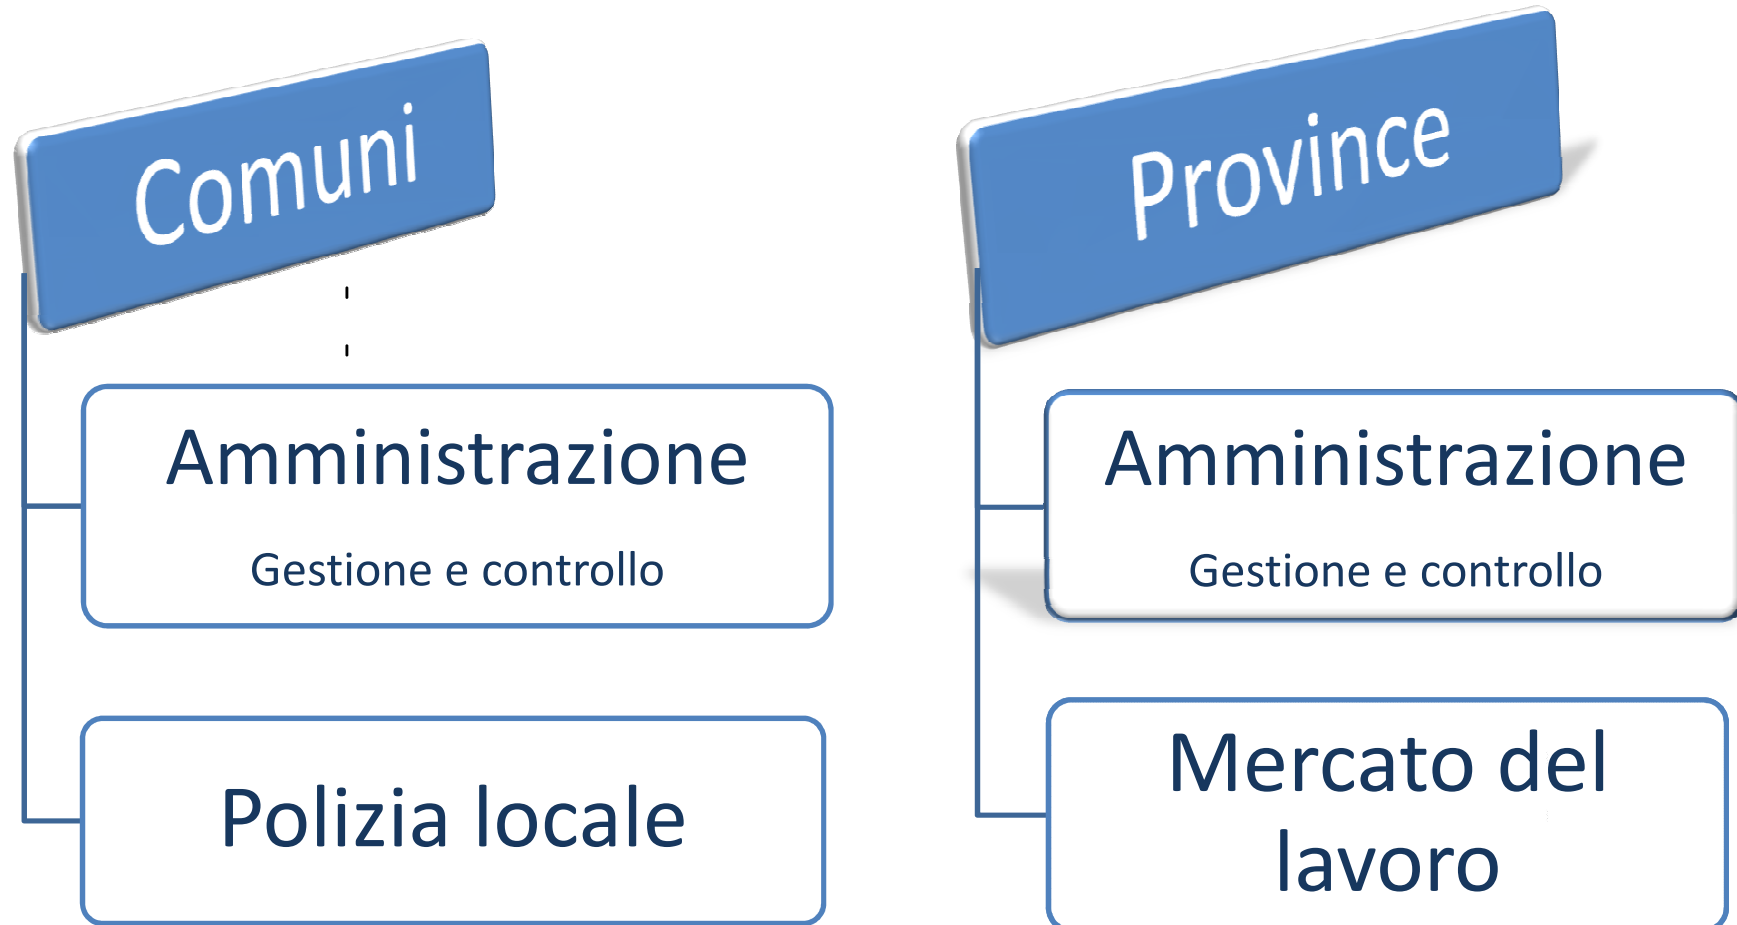 Comuni
Amministrazione
Gestione e controllo
Polizia locale
Province
Amministrazione
Gestione e controllo
Mercato del
lavoro